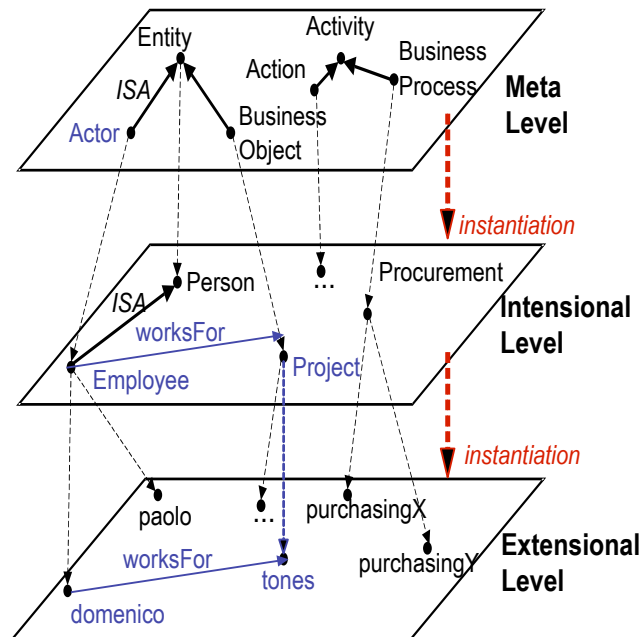 Entity
Activity
Business
Process
ISA
Action
Meta
Level
Actor
Business
Object
instantiation
Person
...
Procurement
ISA
worksFor
Intensional
Level
Employee
Project
instantiation
paolo
...
purchasingX
worksFor
purchasingY
Extensional
Level
domenico
tones